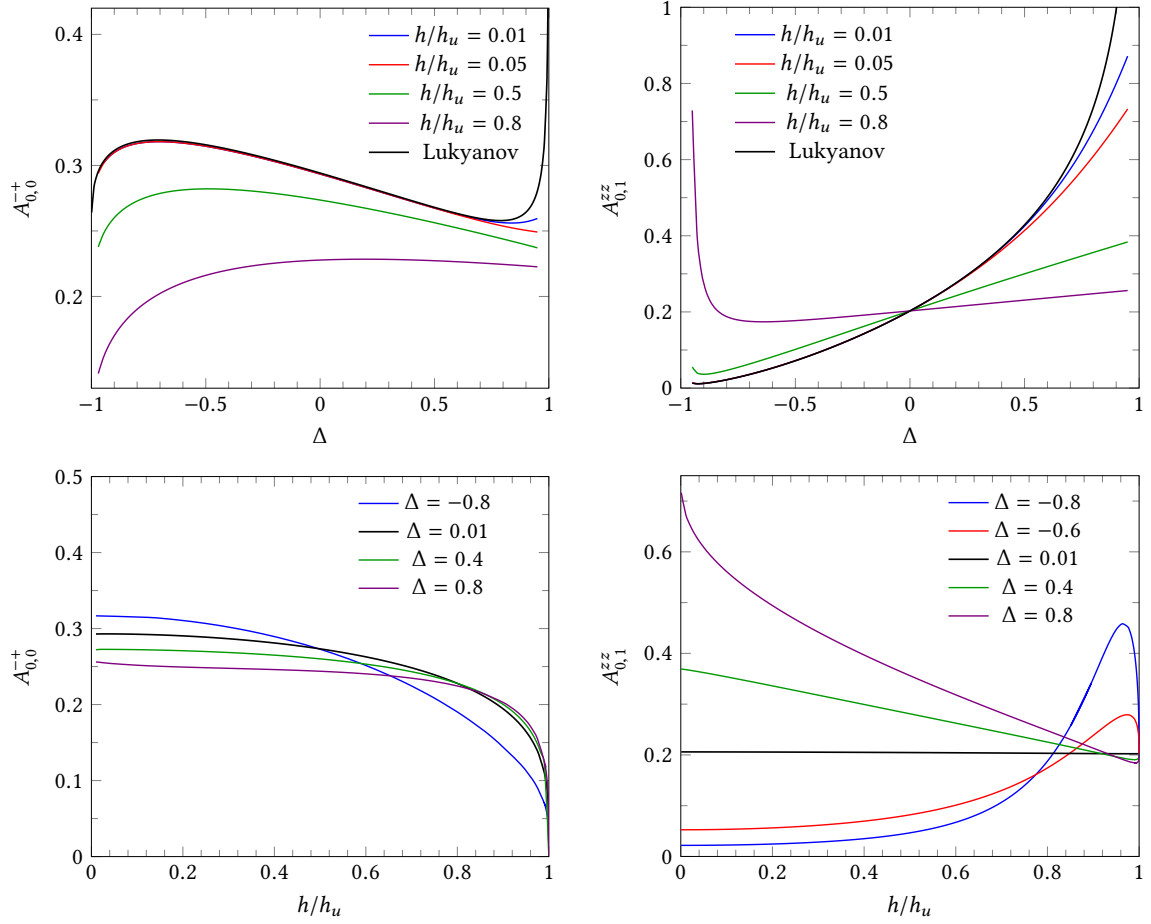 0.4
0.3
0.2
−1
−0.5
0
0.5
1
Δ
A^{−+}_{0,0}
h/h_u = 0.01
h/h_u = 0.05
h/h_u = 0.5
h/h_u = 0.8
Lukyanov
1
0.8
0.6
0.4
0.2
0
−1
−0.5
0
0.5
1
Δ
A^{zz}_{0,1}
h/h_u = 0.01
h/h_u = 0.05
h/h_u = 0.5
h/h_u = 0.8
Lukyanov
0.5
0.4
0.3
0.2
0.1
0
0
0.2
0.4
0.6
0.8
1
h/h_u
A^{−+}_{0,0}
Δ = −0.8
Δ = 0.01
Δ = 0.4
Δ = 0.8
0.6
0.4
0.2
0
0
0.2
0.4
0.6
0.8
1
h/h_u
A^{zz}_{0,1}
Δ = −0.8
Δ = −0.6
Δ = 0.01
Δ = 0.4
Δ = 0.8